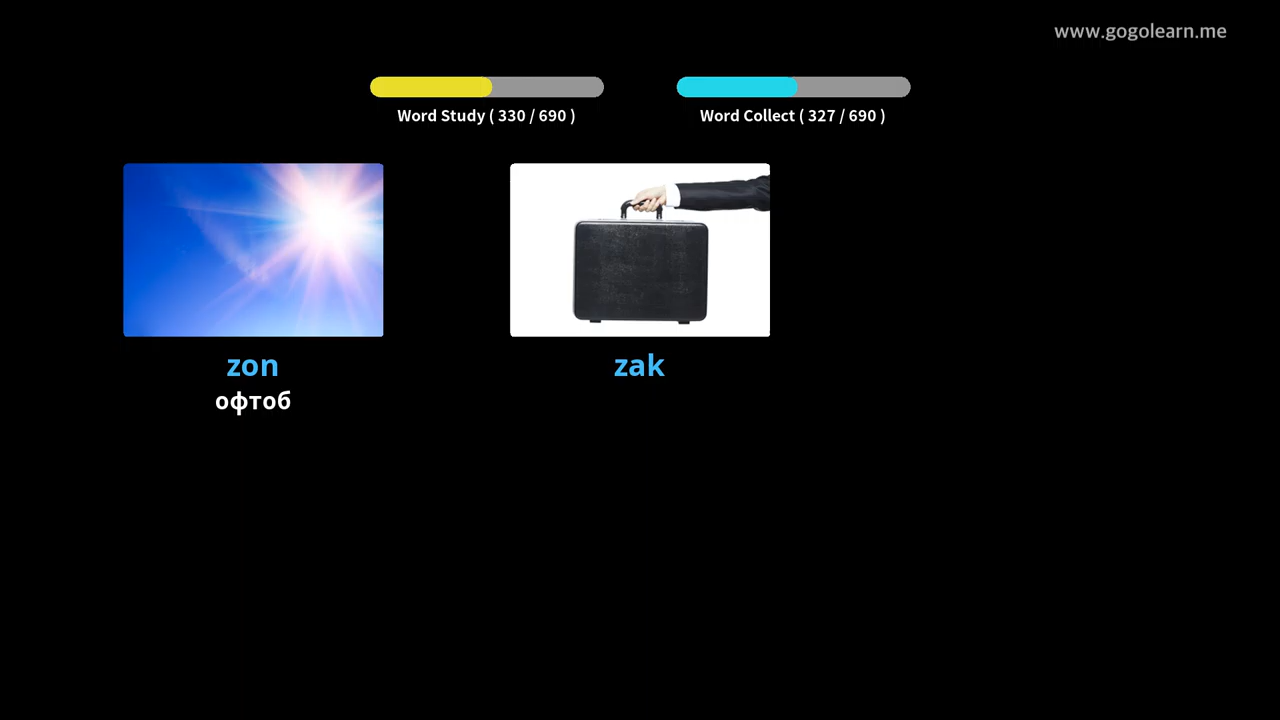 www.gogolearn.me
Word Study ( 330 / 690 )
Word Collect ( 327 / 690 )
zon
zak
офтоб